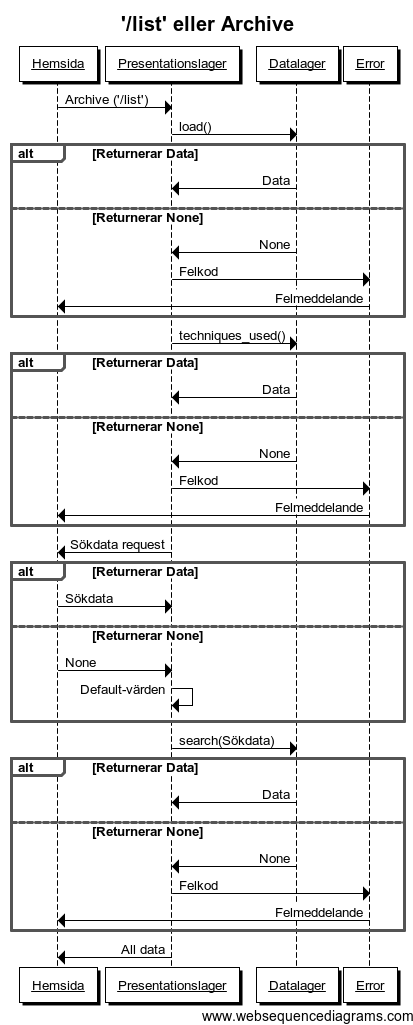 '/list' eller Archive
Hemsida Presentationslager Datalager Error
Archive ('/list')
load()
alt [Returnerar Data]
Data
[Returnerar None]
None
Felkod
Felmeddelande
techniques_used()
alt [Returnerar Data]
Data
[Returnerar None]
None
Felkod
Felmeddelande
Sökdata request
alt [Returnerar Data]
Sökdata
[Returnerar None]
None
Default-värden
search(Sökdata)
alt [Returnerar Data]
Data
[Returnerar None]
None
Felkod
Felmeddelande
All data
Hemsida Presentationslager Datalager Error
www.websequencediagrams.com